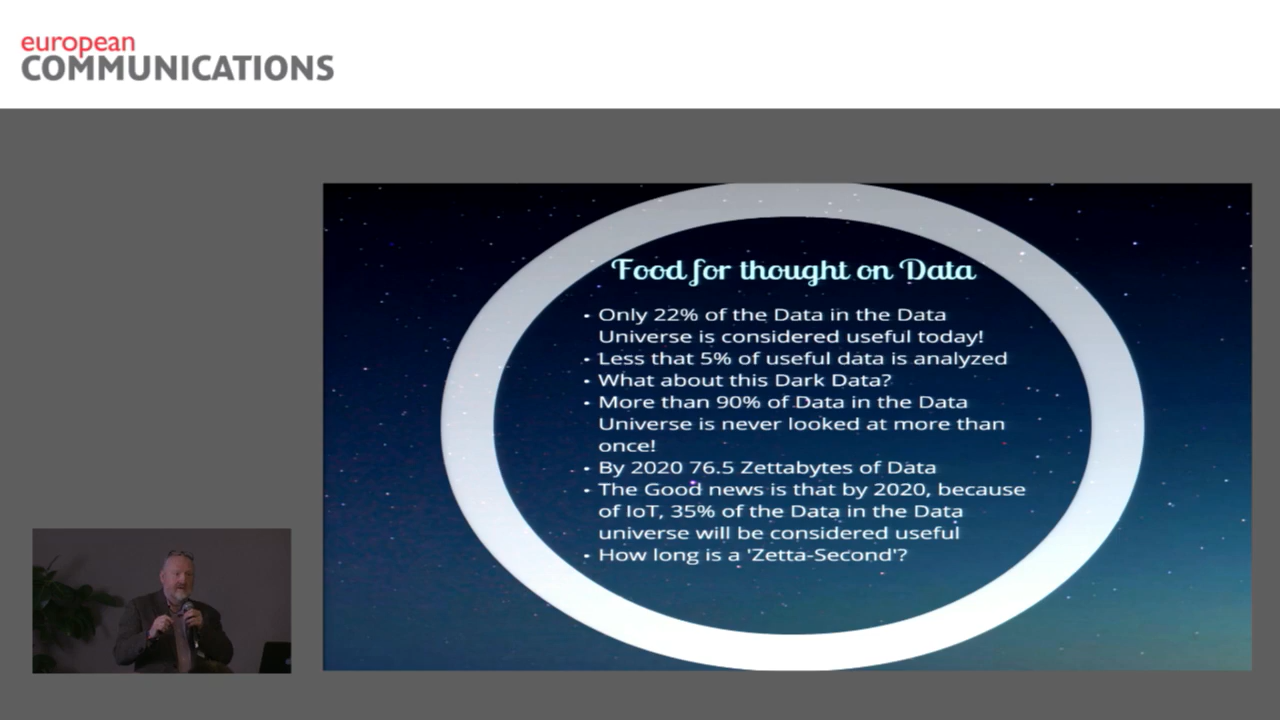 european
COMMUNICATIONS
Food for thought on Data
• Only 22% of the Data in the Data
Universe is considered useful today!
• Less that 5% of useful data is analyzed
• What about this Dark Data?
• More than 90% of Data in the Data
Universe is never looked at more than
once!
• By 2020 76.5 Zettabytes of Data
• The Good news is that by 2020, because
of IoT, 35% of the Data in the Data
universe will be considered useful
• How long is a 'Zetta-Second'?